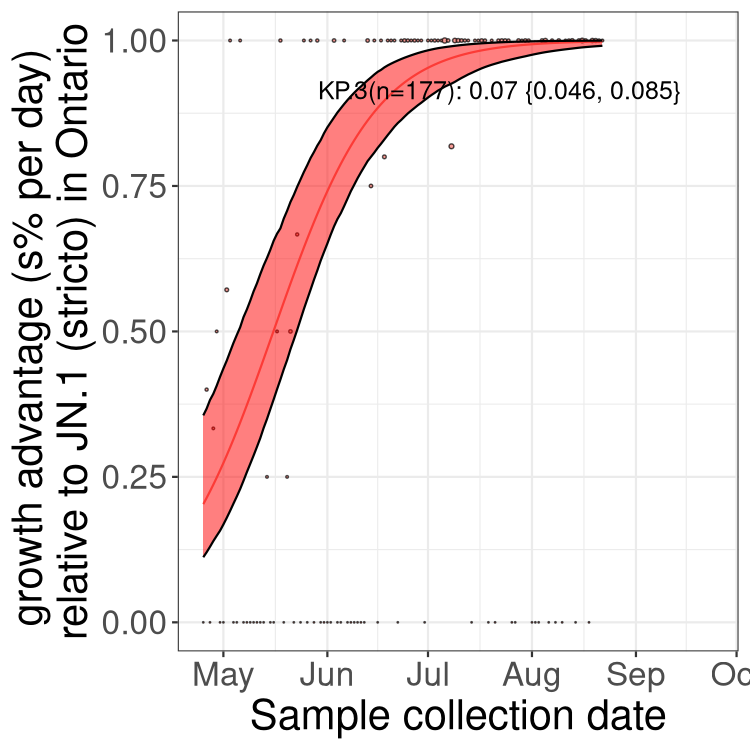 growth advantage (s% per day)
relative to JN.1 (stricto) in Ontario
1.00
0.75
0.50
0.25
0.00
KP.3(n=177): 0.07 {0.046, 0.085}
May Jun Jul Aug Sep Oc
Sample collection date